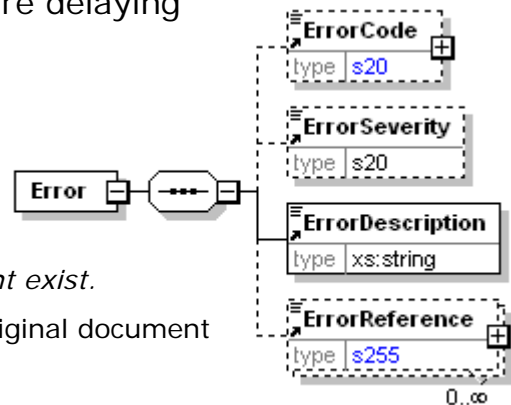 re delaying
ErrorCode
type s20
ErrorSeverity
type s20
Error
ErrorDescription
type xs:string
nt exist.
iginal document
ErrorReference
type s255
0..∞